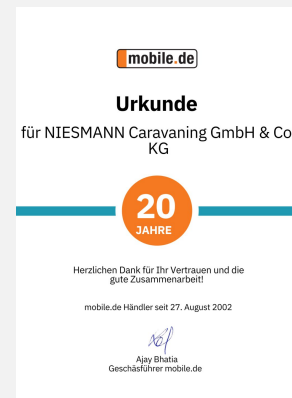 mobile.de
Urkunde
für NIESMANN Caravaning GmbH & Co
KG
20
JAHRE
Herzlichen Dank für Ihr Vertrauen und die
gute Zusammenarbeit!
mobile.de Händler seit 27. August 2002
Ajay Bhatia
Geschäsführer mobile.de